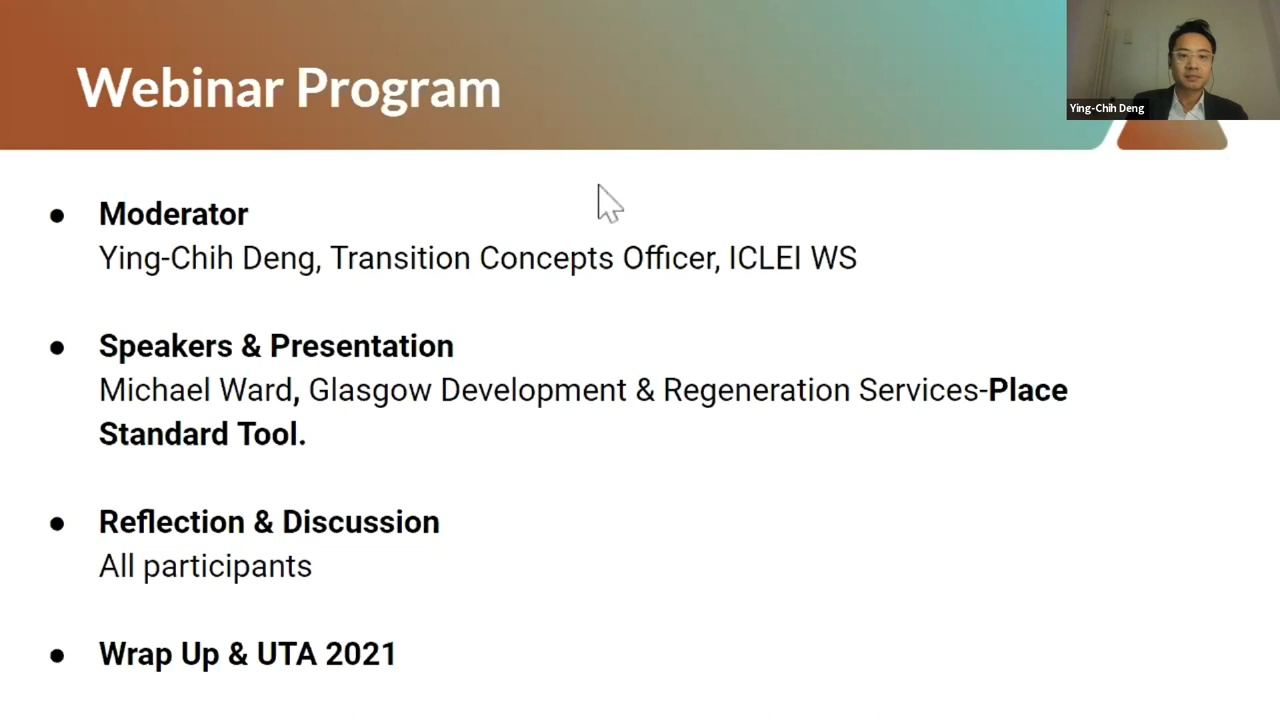 Webinar Program
Ying-Chih Deng
● Moderator
Ying-Chih Deng, Transition Concepts Officer, ICLEI WS
● Speakers & Presentation
Michael Ward, Glasgow Development & Regeneration Services-Place
Standard Tool.
● Reflection & Discussion
All participants
● Wrap Up & UTA 2021